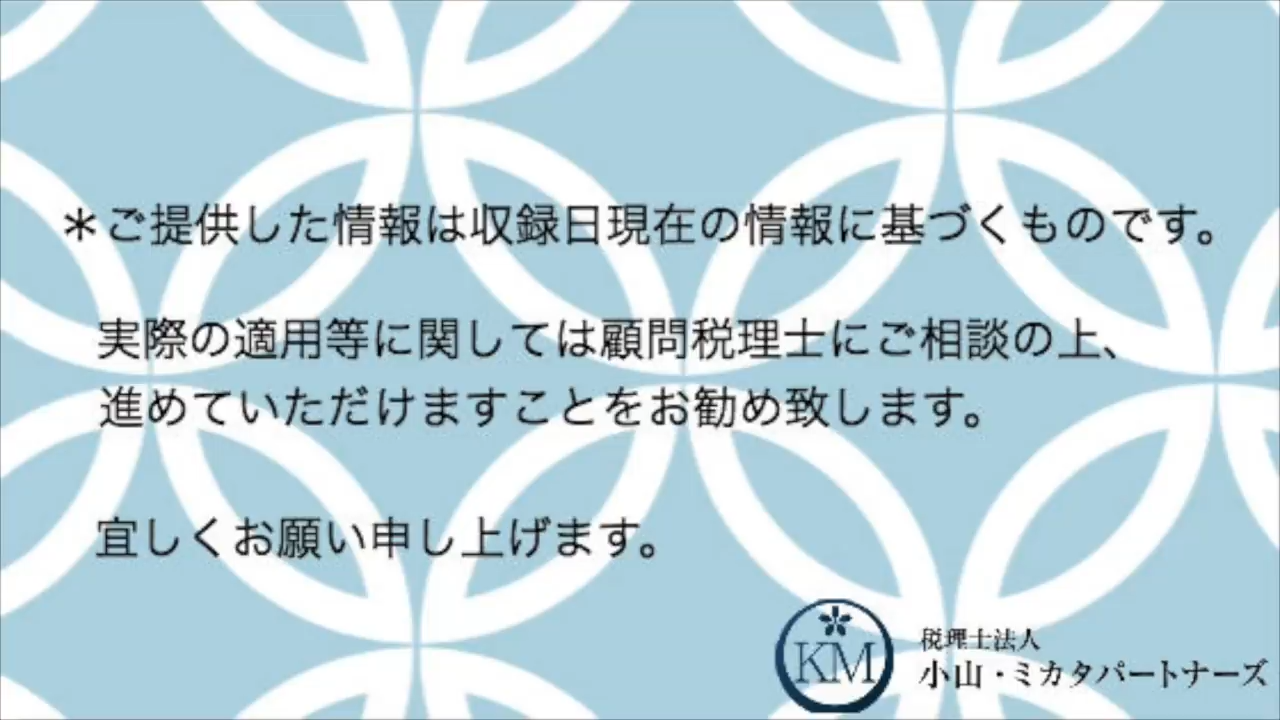 ＊ご提供した情報は収録日現在の情報に基づくものです。
実際の適用等に関しては顧問税理士にご相談の上、
進めていただけますことをお勧め致します。
宜しくお願い申し上げます。
KM
税理士法人
小山・ミカタパートナーズ